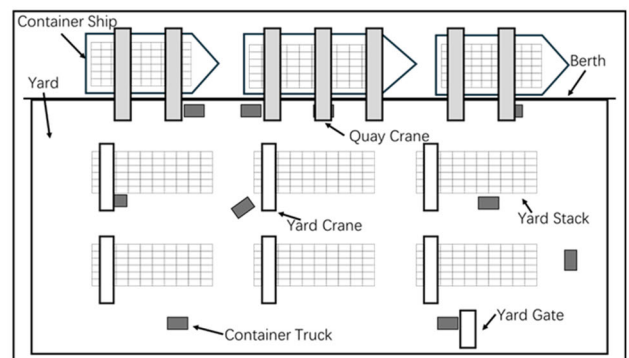 Container Ship
Yard
Berth
Quay Crane
Yard Crane
Yard Stack
Container Truck
Yard Gate